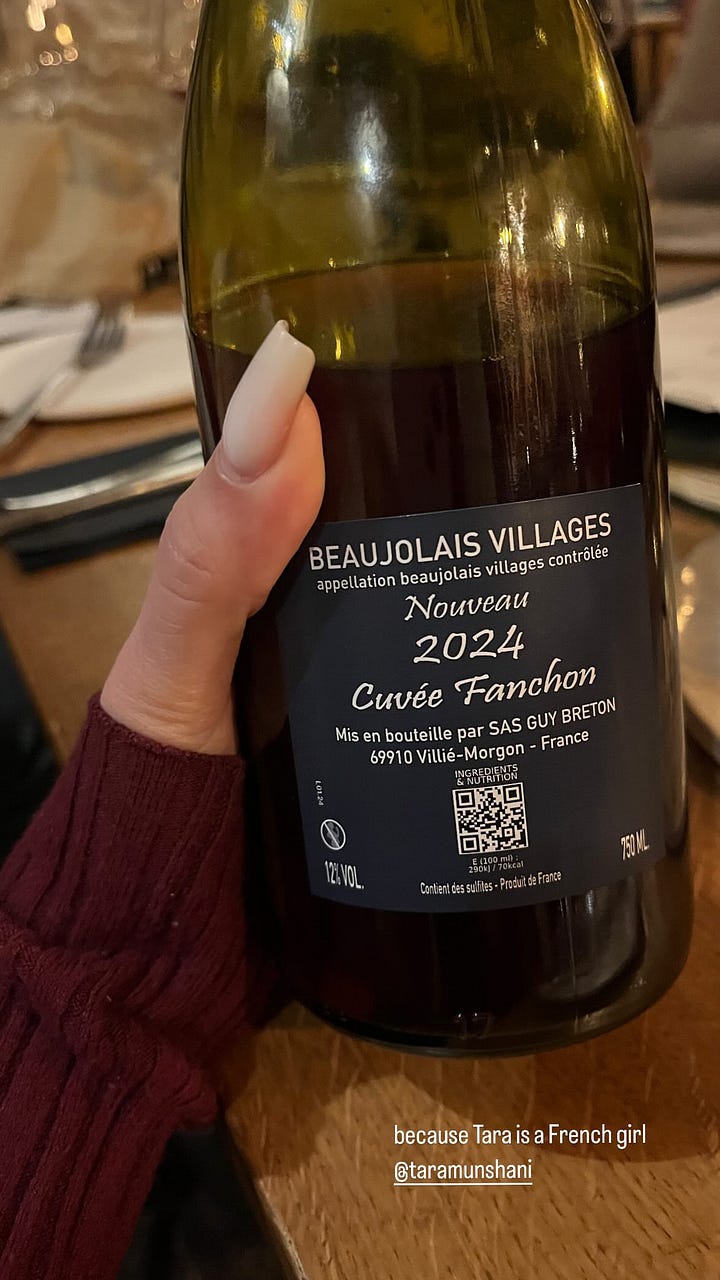 BEAUJOLAIS VILLAGES
appellation beaujolais villages contrôlée
Nouveau
2024
Cuvée Fanchon
Mis en bouteille par SAS GUY BRETON
69910 Villié-Morgon - France
INGREDIENTS
& NUTRITION
L0124
E (100 ml) :
290kJ / 70kcal
12% VOL.
750 ML.
Contient des sulfites - Produit de France
because Tara is a French girl
@taramunshani